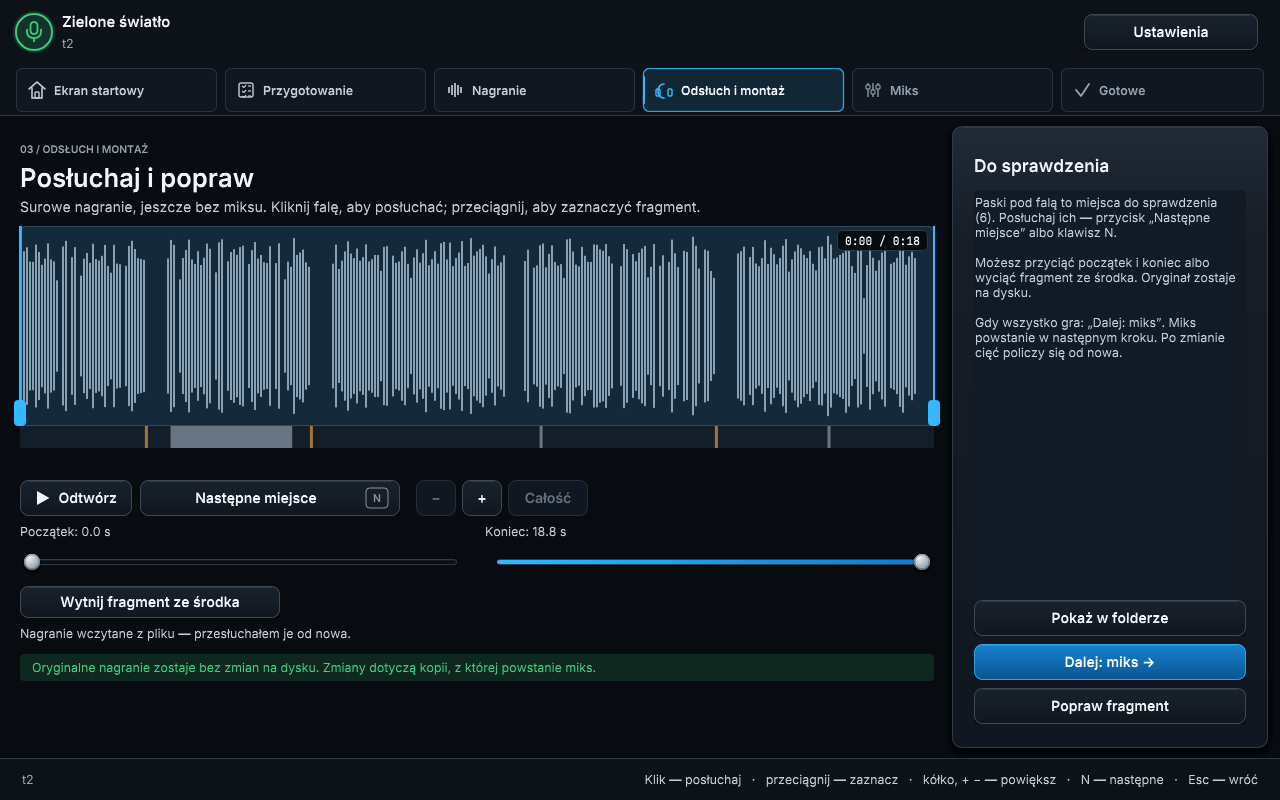 Zielone światło
t2
Ustawienia
Ekran startowy
Przygotowanie
Nagranie
Odsłuch i montaż
Miks
Gotowe
03 / ODSŁUCH I MONTAŻ
Posłuchaj i popraw
Surowe nagranie, jeszcze bez miksu. Kliknij falę, aby posłuchać; przeciągnij, aby zaznaczyć fragment.
0:00 / 0:18
Odtwórz
Następne miejsce
N
−
+
Całość
Początek: 0.0 s
Koniec: 18.8 s
Wytnij fragment ze środka
Nagranie wczytane z pliku — przesłuchałem je od nowa.
Oryginalne nagranie zostaje bez zmian na dysku. Zmiany dotyczą kopii, z której powstanie miks.
Do sprawdzenia
Paski pod falą to miejsca do sprawdzenia
(6). Posłuchaj ich — przycisk „Następne
miejsce” albo klawisz N.
Możesz przyciąć początek i koniec albo
wyciąć fragment ze środka. Oryginał zostaje
na dysku.
Gdy wszystko gra: „Dalej: miks”. Miks
powstanie w następnym kroku. Po zmianie
cięć policzy się od nowa.
Pokaż w folderze
Dalej: miks →
Popraw fragment
t2
Klik — posłuchaj · przeciągnij — zaznacz · kółko, + − — powiększ · N — następne · Esc — wróć